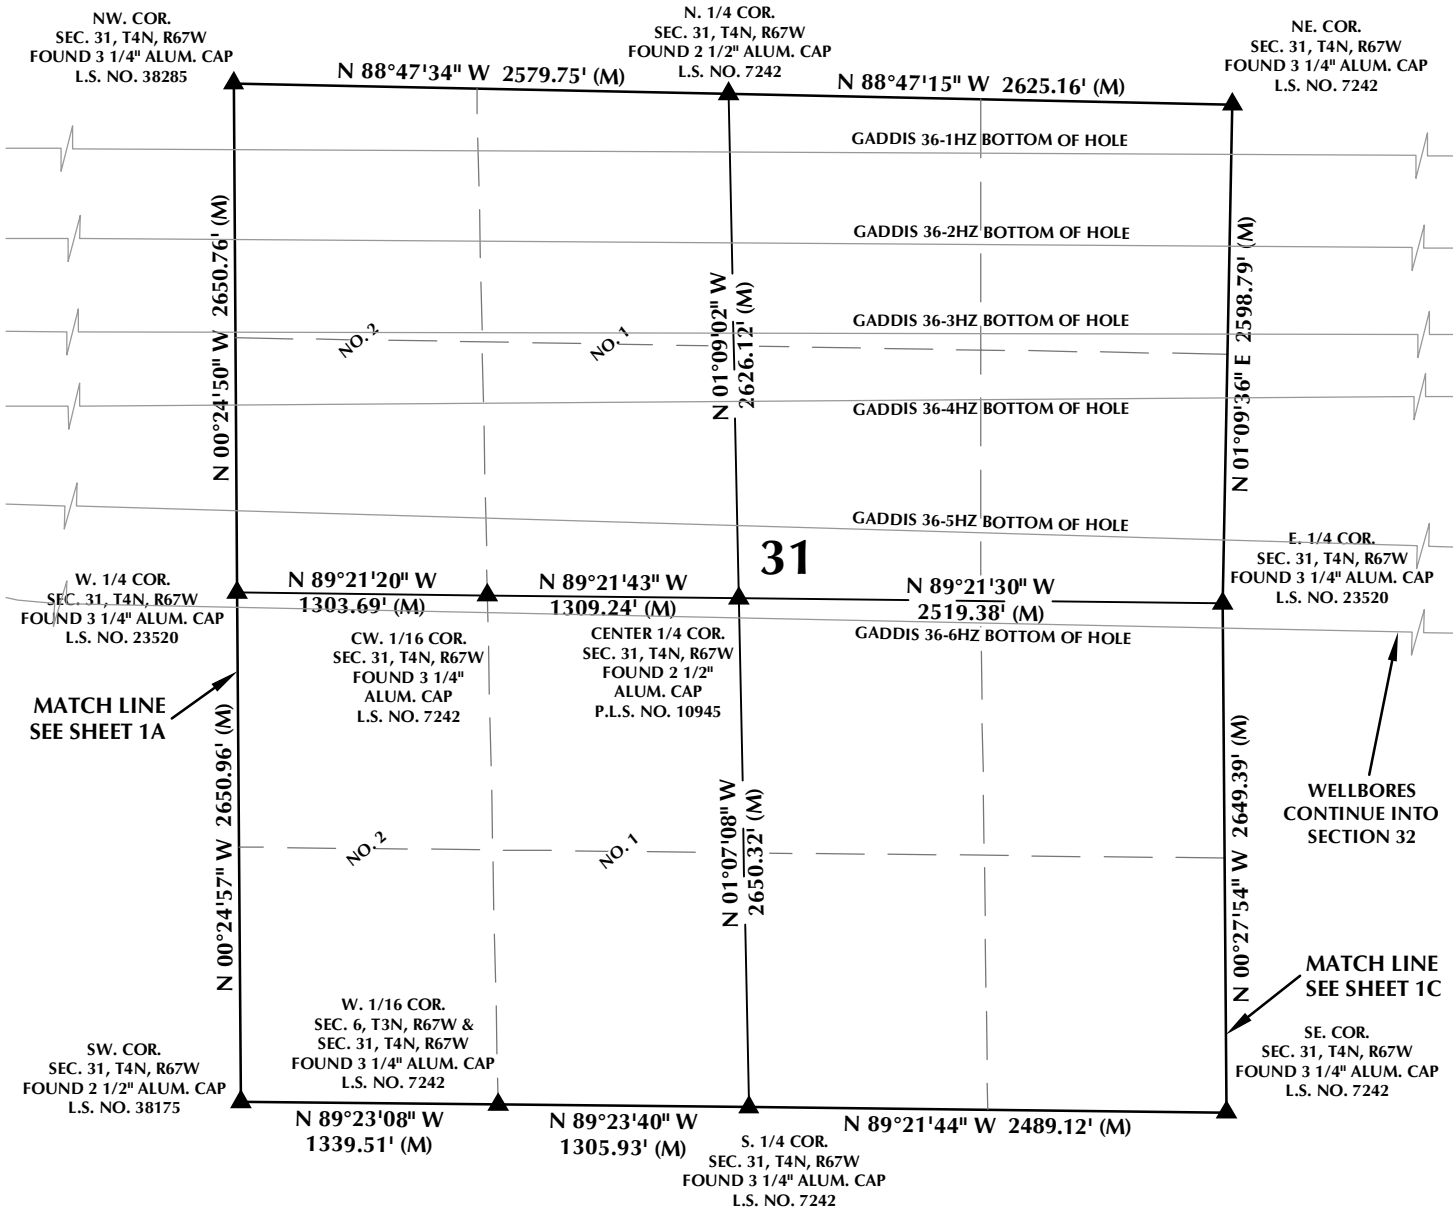 NW. COR.
SEC. 31, T4N, R67W
FOUND 3 1/4" ALUM. CAP
L.S. NO. 38285
N. 1/4 COR.
SEC. 31, T4N, R67W
FOUND 2 1/2" ALUM. CAP
L.S. NO. 7242
NE. COR.
SEC. 31, T4N, R67W
FOUND 3 1/4" ALUM. CAP
L.S. NO. 7242
N 88°47'34" W 2579.75' (M)
N 88°47'15" W 2625.16' (M)
GADDIS 36-1HZ BOTTOM OF HOLE
GADDIS 36-2HZ BOTTOM OF HOLE
GADDIS 36-3HZ BOTTOM OF HOLE
GADDIS 36-4HZ BOTTOM OF HOLE
GADDIS 36-5HZ BOTTOM OF HOLE
N 00°24'50" W 2650.76' (M)
NO. 2
NO. 1
N 01°09'02" W
2626.12' (M)
N 01°09'36" E 2598.79' (M)
31
W. 1/4 COR.
SEC. 31, T4N, R67W
FOUND 3 1/4" ALUM. CAP
L.S. NO. 23520
N 89°21'20" W
1303.69' (M)
N 89°21'43" W
1309.24' (M)
N 89°21'30" W
2519.38' (M)
E. 1/4 COR.
SEC. 31, T4N, R67W
FOUND 3 1/4" ALUM. CAP
L.S. NO. 23520
GADDIS 36-6HZ BOTTOM OF HOLE
CW. 1/16 COR.
SEC. 31, T4N, R67W
FOUND 3 1/4"
ALUM. CAP
L.S. NO. 7242
CENTER 1/4 COR.
SEC. 31, T4N, R67W
FOUND 2 1/2"
ALUM. CAP
P.L.S. NO. 10945
MATCH LINE
SEE SHEET 1A
N 00°24'57" W 2650.96' (M)
NO. 2
NO. 1
N 01°07'08" W
2650.32' (M)
N 00°27'54" W 2649.39' (M)
WELLBORES
CONTINUE INTO
SECTION 32
MATCH LINE
SEE SHEET 1C
SW. COR.
SEC. 31, T4N, R67W
FOUND 2 1/2" ALUM. CAP
L.S. NO. 38175
W. 1/16 COR.
SEC. 6, T3N, R67W &
SEC. 31, T4N, R67W
FOUND 3 1/4" ALUM. CAP
L.S. NO. 7242
SE. COR.
SEC. 31, T4N, R67W
FOUND 3 1/4" ALUM. CAP
L.S. NO. 7242
N 89°23'08" W
1339.51' (M)
N 89°23'40" W
1305.93' (M)
N 89°21'44" W 2489.12' (M)
S. 1/4 COR.
SEC. 31, T4N, R67W
FOUND 3 1/4" ALUM. CAP
L.S. NO. 7242